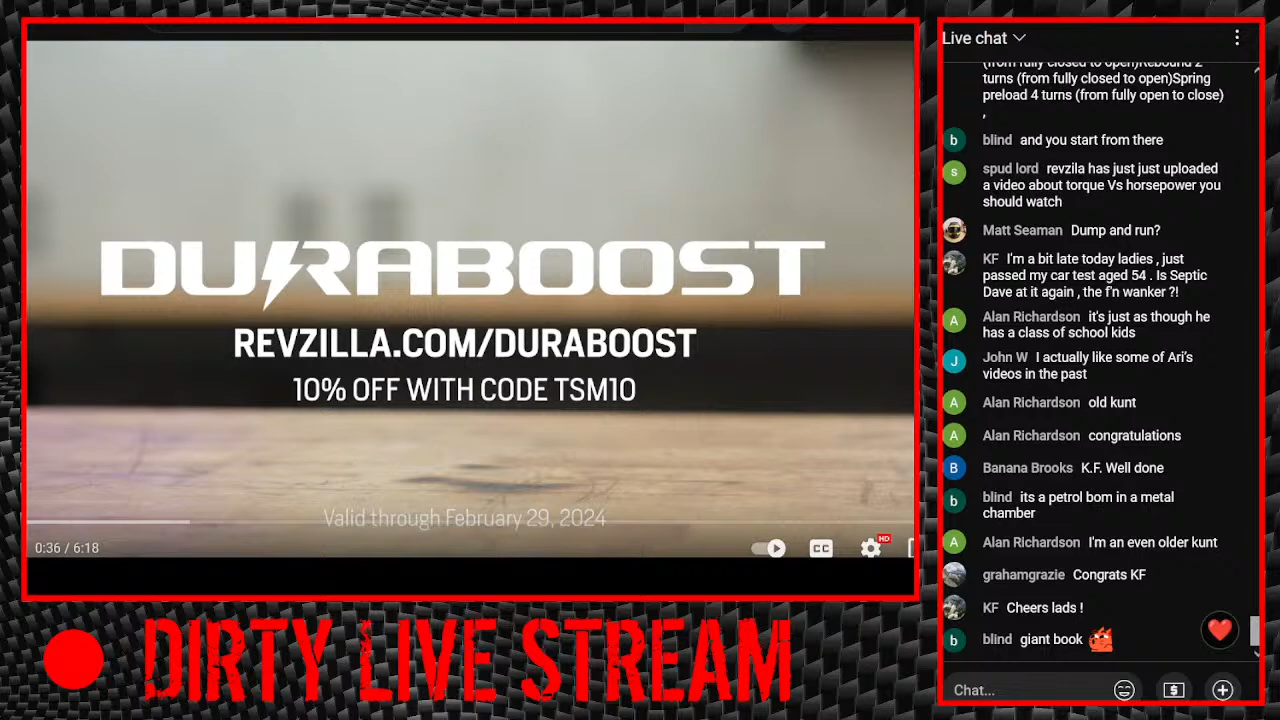 DURABOOST
REVZILLA.COM/DURABOOST
10% OFF WITH CODE TSM10
Valid through February 29, 2024
0:36 / 6:18
CC
HD
DIRTY LIVE STREAM
Live chat
(from fully closed to open)Rebound 2
turns (from fully closed to open)Spring
preload 4 turns (from fully open to close)
,
b blind and you start from there
s spud lord revzila has just just uploaded
a video about torque Vs horsepower you
should watch
Matt Seaman Dump and run?
KF I'm a bit late today ladies , just
passed my car test aged 54 . Is Septic
Dave at it again , the f'n wanker ?!
A Alan Richardson it's just as though he
has a class of school kids
J John W I actually like some of Ari's
videos in the past
A Alan Richardson old kunt
A Alan Richardson congratulations
B Banana Brooks K.F. Well done
b blind its a petrol bom in a metal
chamber
A Alan Richardson I'm an even older kunt
grahamgrazie Congrats KF
KF Cheers lads !
b blind giant book
Chat...
$